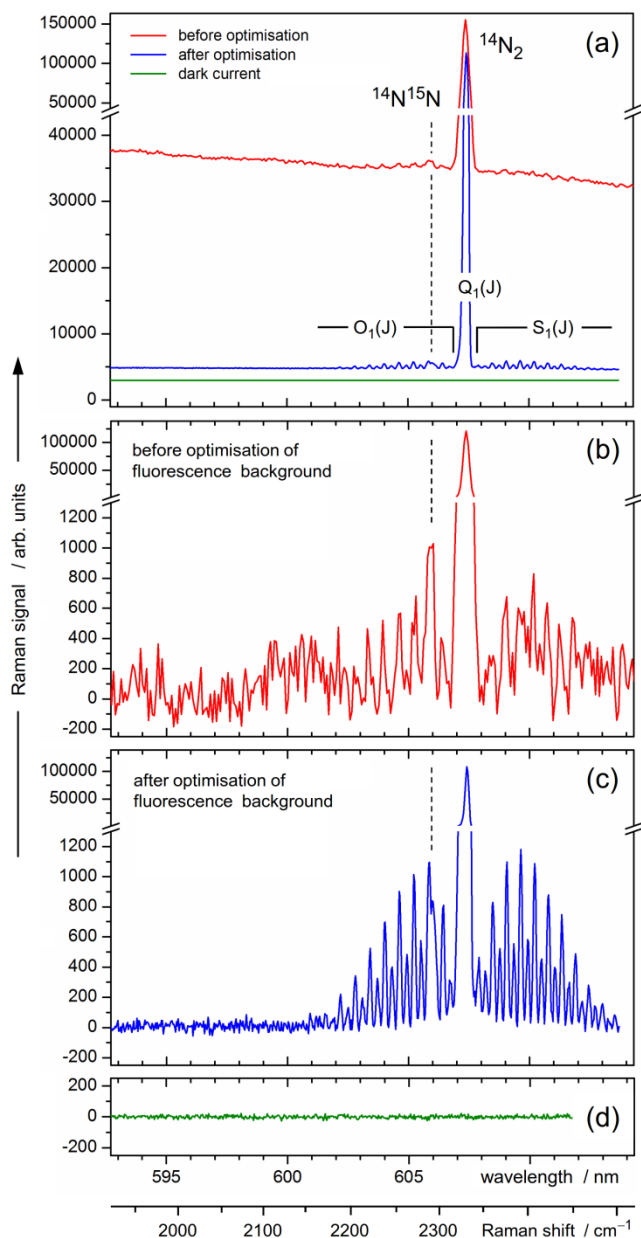 before optimisation
after optimisation
dark current
(a)
¹⁴N₂
¹⁴N¹⁵N
Q₁(J)
O₁(J)
S₁(J)
150000
100000
50000
40000
30000
20000
10000
0
before optimisation of
fluorescence background
(b)
100000
50000
1200
1000
800
600
400
200
0
-200
Raman signal / arb. units
after optimisation of
fluorescence background
(c)
100000
50000
1200
1000
800
600
400
200
0
-200
(d)
200
0
-200
595 600 605 wavelength / nm
2000 2100 2200 2300 Raman shift / cm⁻¹